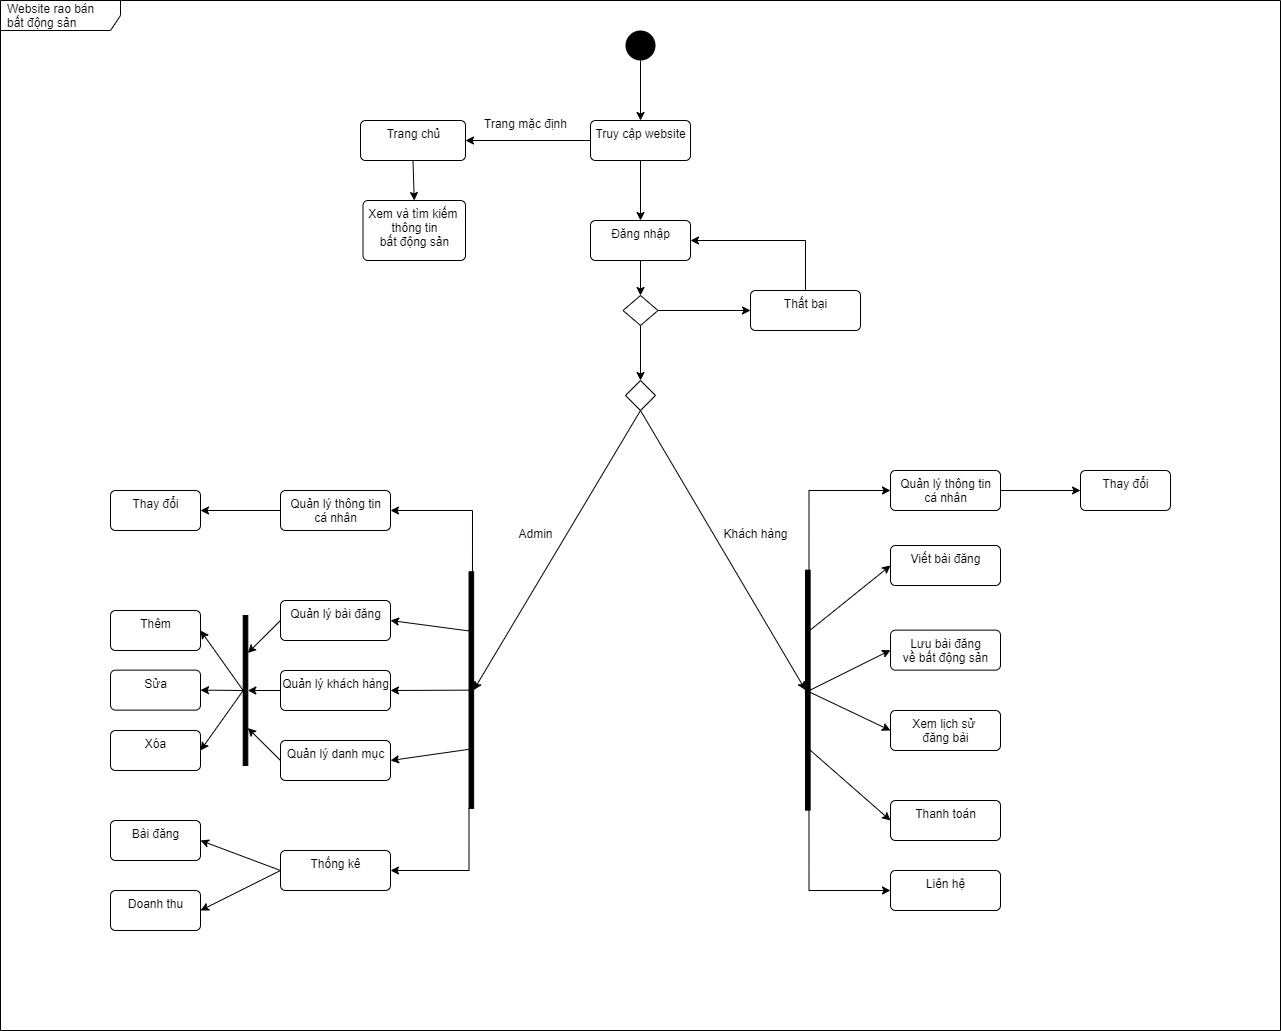 Website rao bán
bất động sản
Trang chủ
Trang mặc định
Truy cập website
Xem và tìm kiếm
thông tin
bất động sản
Đăng nhập
Thất bại
Admin
Khách hàng
Thay đổi
Quản lý thông tin
cá nhân
Quản lý thông tin
cá nhân
Thay đổi
Thêm
Sửa
Xóa
Quản lý bài đăng
Quản lý khách hàng
Quản lý danh mục
Bài đăng
Doanh thu
Thống kê
Viết bài đăng
Lưu bài đăng
về bất động sản
Xem lịch sử
đăng bài
Thanh toán
Liên hệ